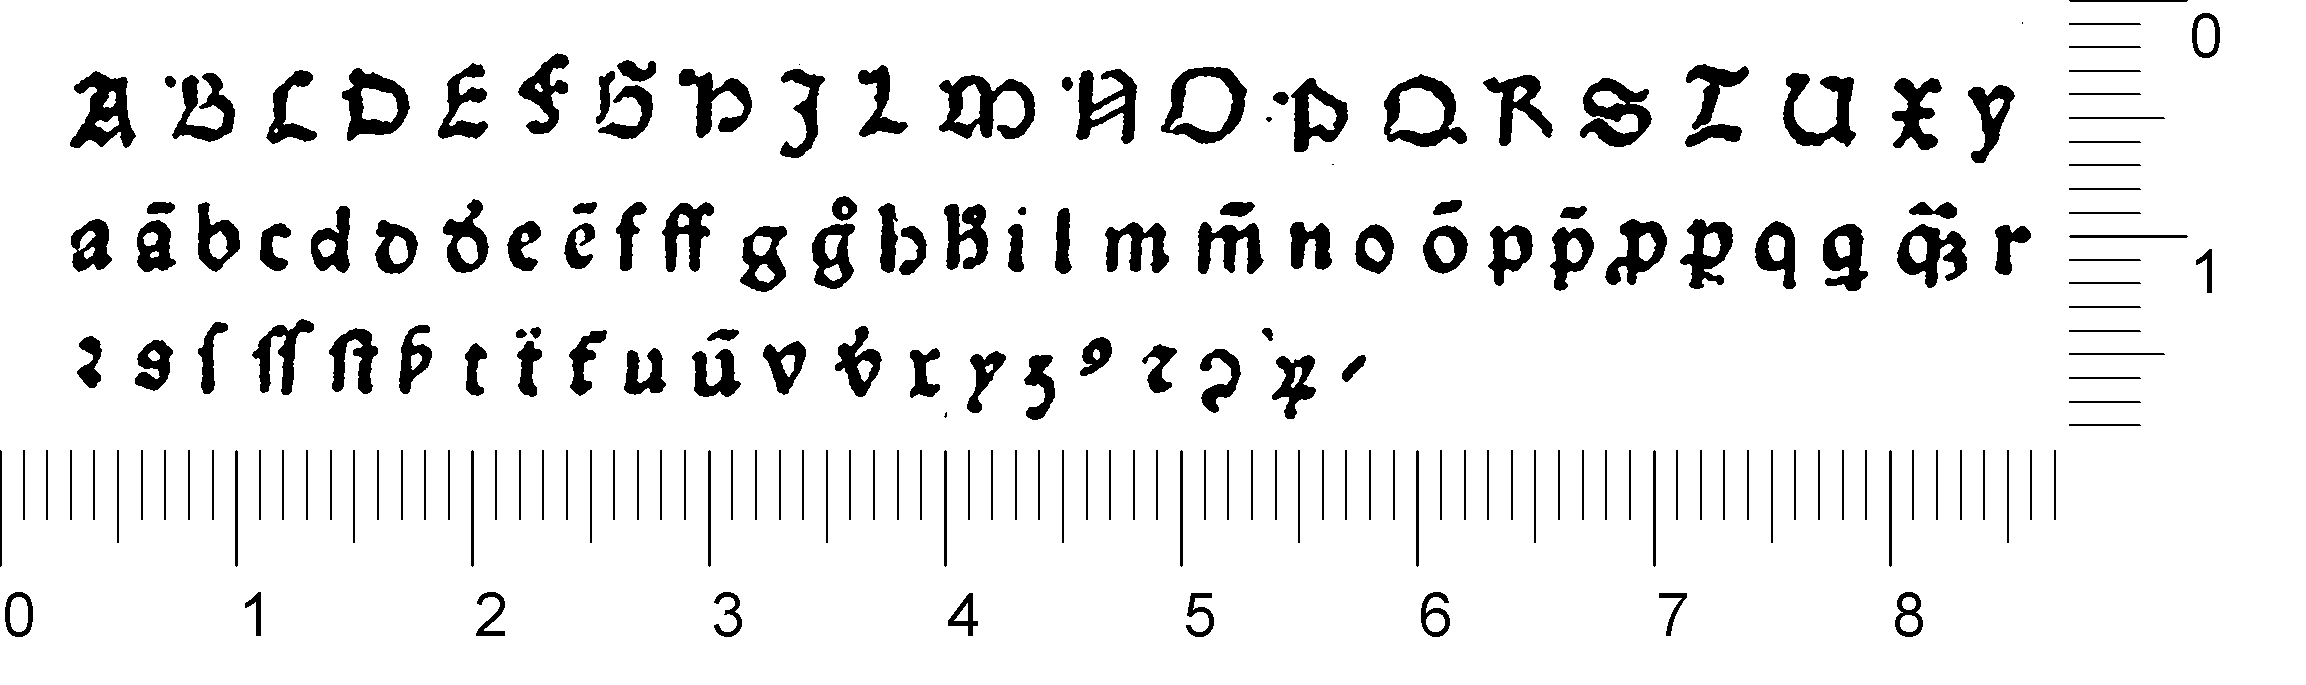 A B C D E F G H J L M N O P Q R S T U X Y
a ā b c d d d́ e ē f ff g g̊ h h̄ i l m m̄ n o ō p p̄ ꝓ ꝑ q ꝗ q̄ꝫ r
ꝛ s ſ ſſ ſt ß t ẗ t̄ u ū v v́ x y ꝫ ꝰ ⁊ ꝯ ꝝ ⸝
0 1 2 3 4 5 6 7 8
0
1